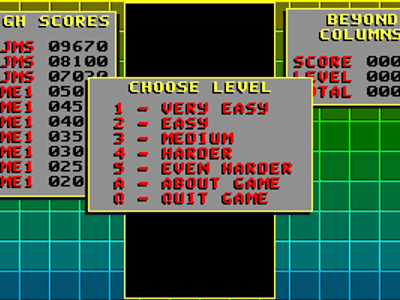 GH SCORES
JMS 09670
JMS 08100
JMS 07020
ME1 050
ME1 045
ME1 040
ME1 035
ME1 030
ME1 025
ME1 020
CHOOSE LEVEL
1 - VERY EASY
2 - EASY
3 - MEDIUM
4 - HARDER
5 - EVEN HARDER
A - ABOUT GAME
Q - QUIT GAME
BEYOND
COLUMNS
SCORE 000
LEVEL 000
TOTAL 000